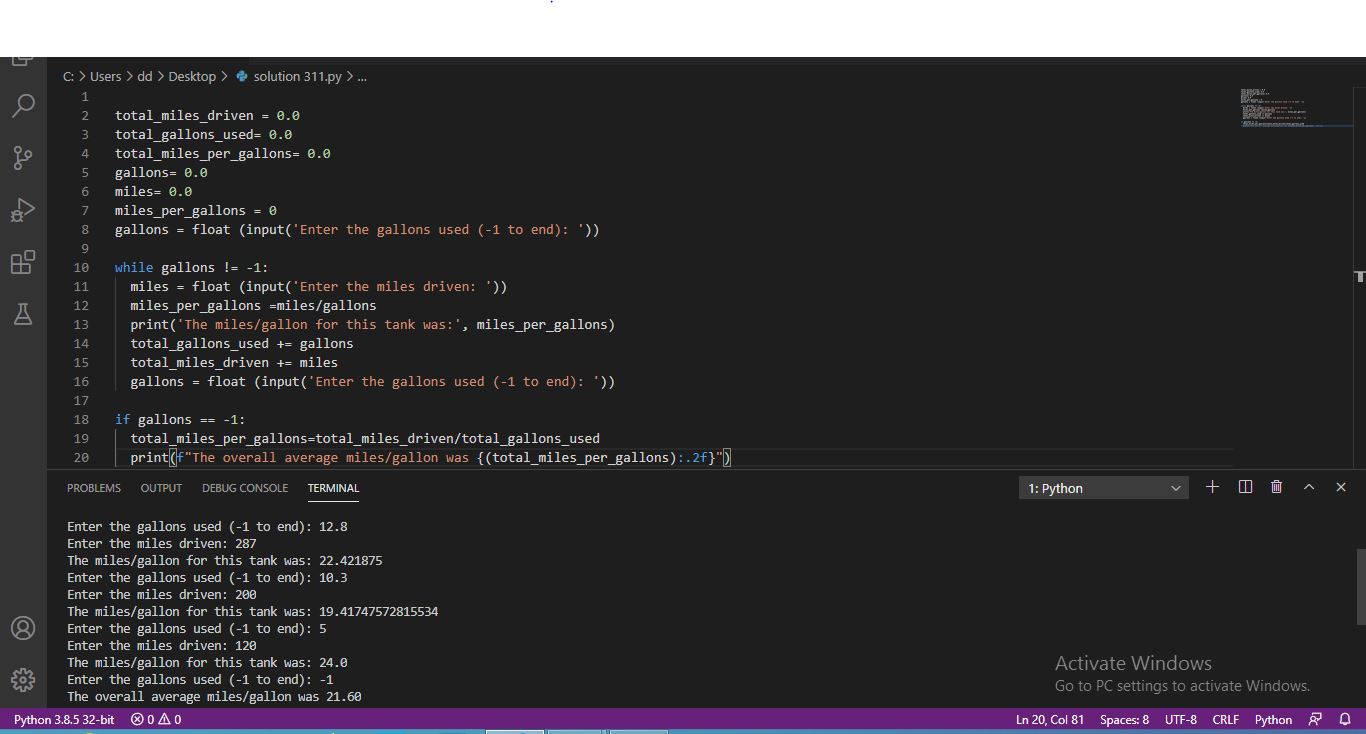 C: > Users > dd > Desktop > solution 311.py > ...
1
2 total_miles_driven = 0.0
3 total_gallons_used= 0.0
4 total_miles_per_gallons= 0.0
5 gallons= 0.0
6 miles= 0.0
7 miles_per_gallons = 0
8 gallons = float (input('Enter the gallons used (-1 to end): '))
9
10 while gallons != -1:
11   miles = float (input('Enter the miles driven: '))
12   miles_per_gallons =miles/gallons
13   print('The miles/gallon for this tank was:', miles_per_gallons)
14   total_gallons_used += gallons
15   total_miles_driven += miles
16   gallons = float (input('Enter the gallons used (-1 to end): '))
17
18 if gallons == -1:
19   total_miles_per_gallons=total_miles_driven/total_gallons_used
20   print(f"The overall average miles/gallon was {(total_miles_per_gallons):.2f}")
PROBLEMS OUTPUT DEBUG CONSOLE TERMINAL 1: Python
Enter the gallons used (-1 to end): 12.8
Enter the miles driven: 287
The miles/gallon for this tank was: 22.421875
Enter the gallons used (-1 to end): 10.3
Enter the miles driven: 200
The miles/gallon for this tank was: 19.41747572815534
Enter the gallons used (-1 to end): 5
Enter the miles driven: 120
The miles/gallon for this tank was: 24.0
Enter the gallons used (-1 to end): -1
The overall average miles/gallon was 21.60
Activate Windows
Go to PC settings to activate Windows.
Python 3.8.5 32-bit 0 0 Ln 20, Col 81 Spaces: 8 UTF-8 CRLF Python